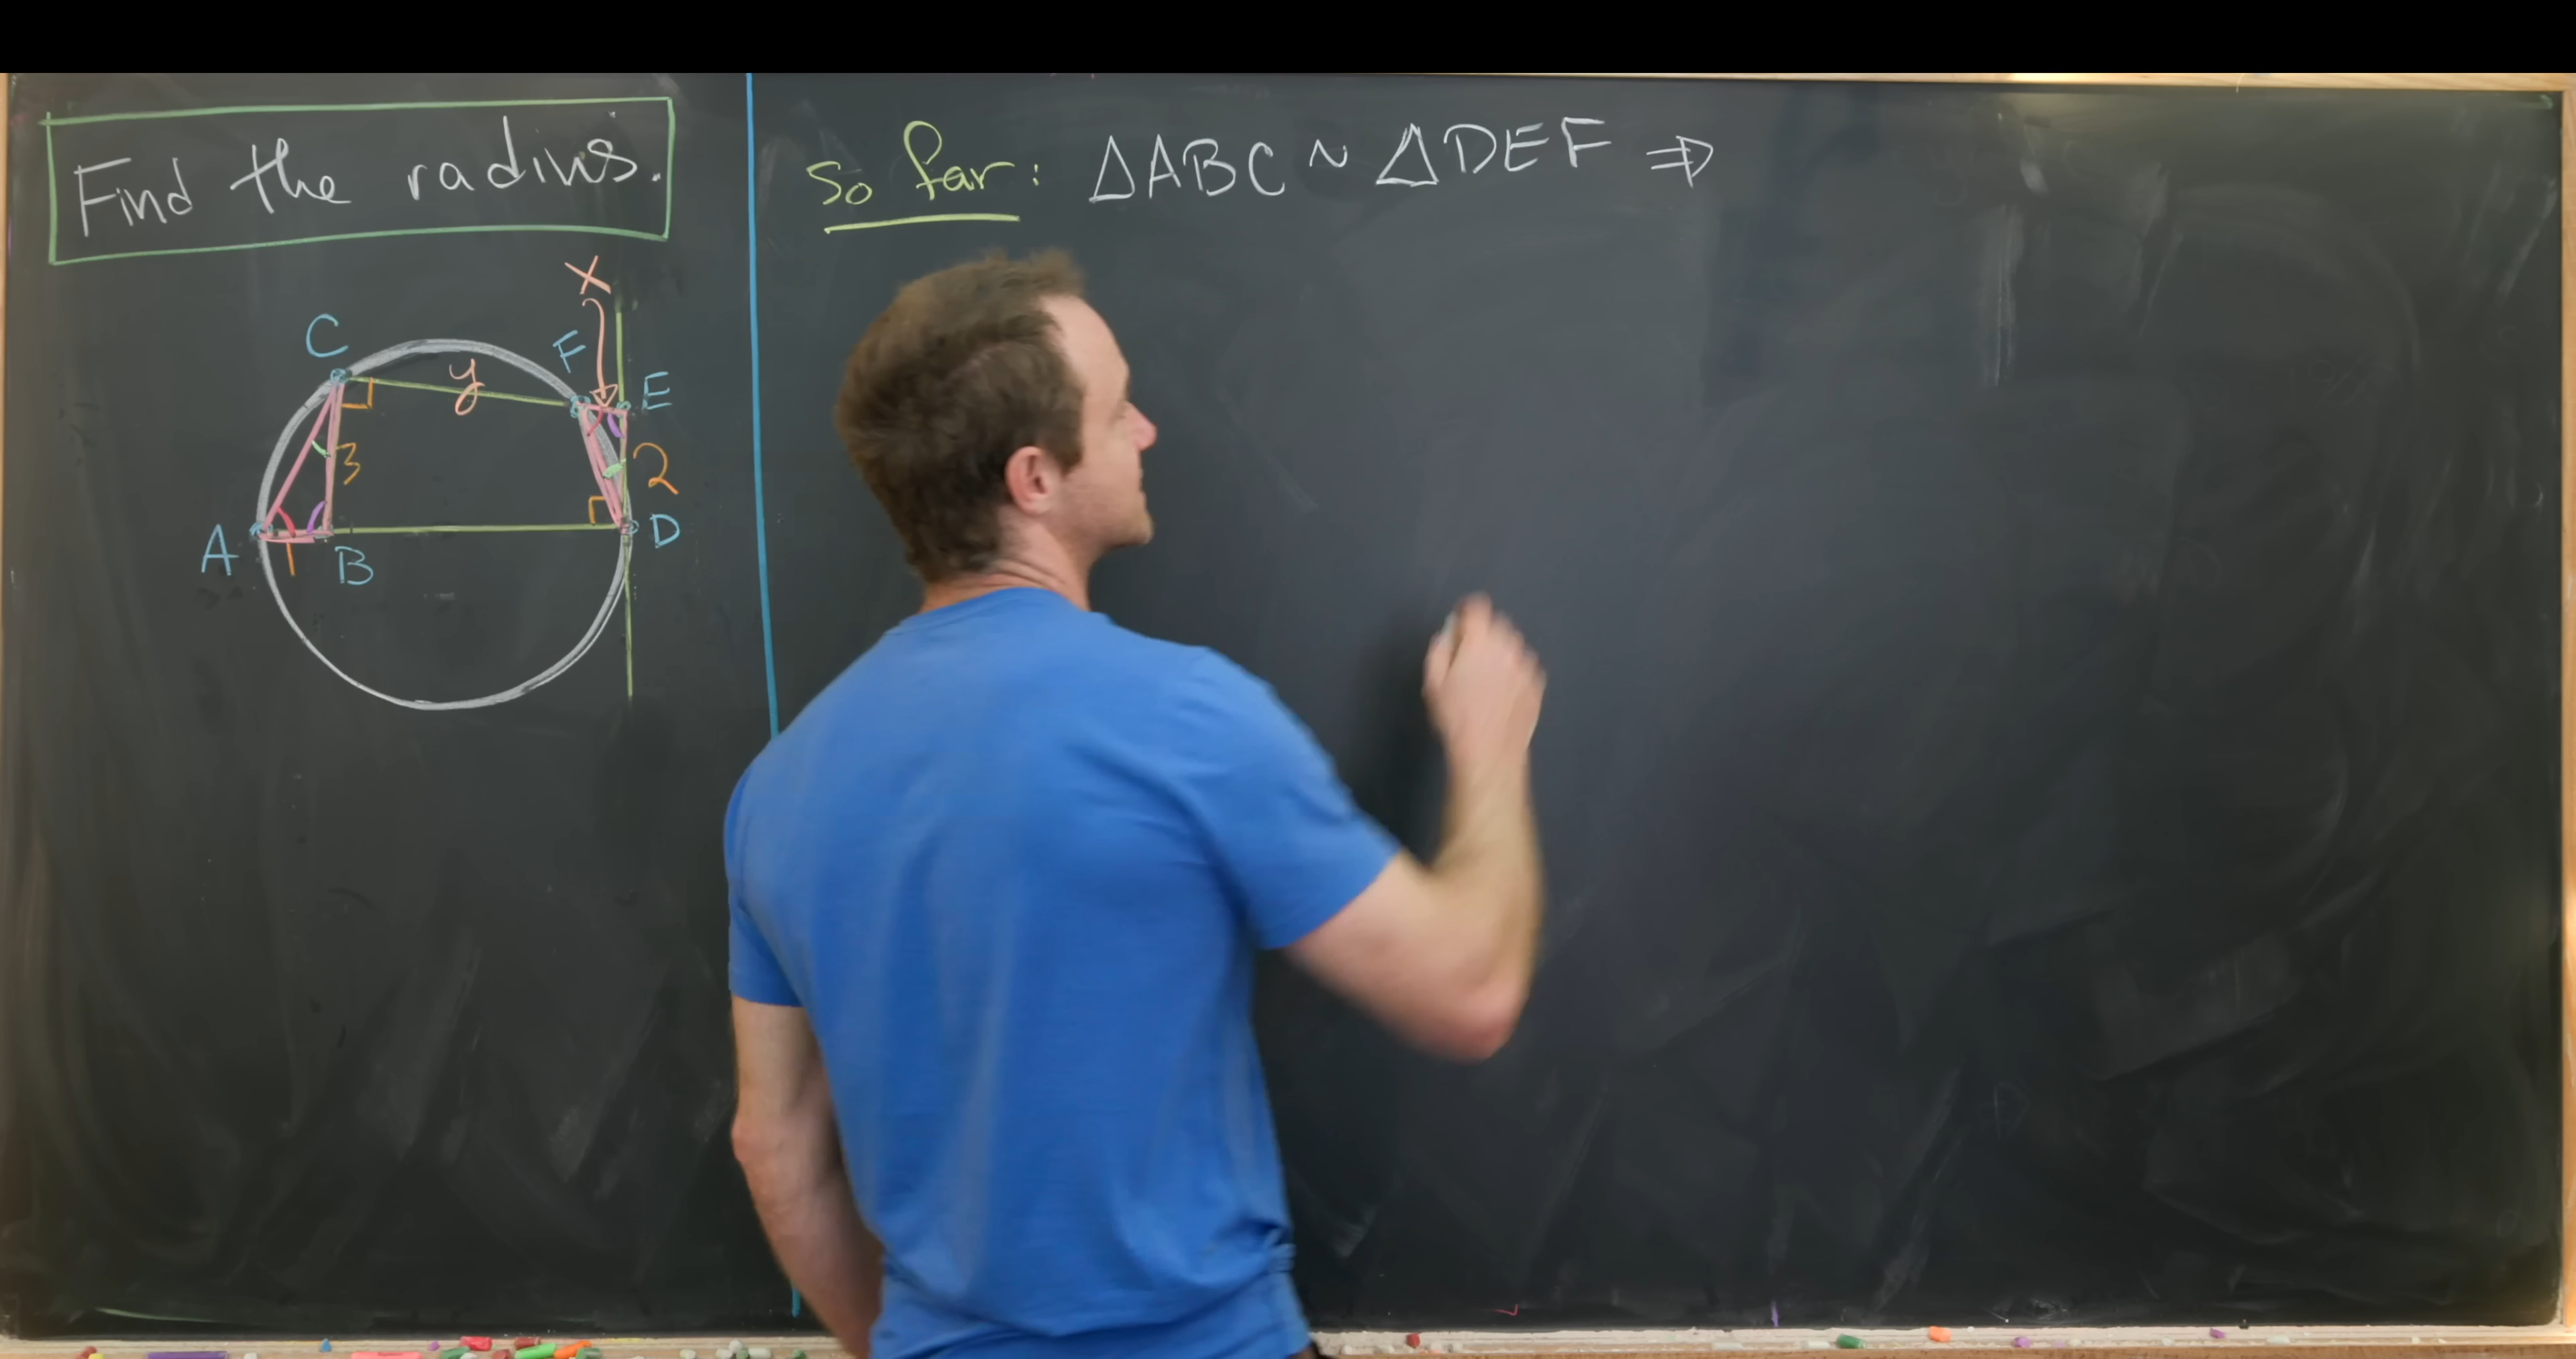 Find the radius.
So far: ΔABC ~ ΔDEF ⇒
x
C
F
y
E
3
2
A
1
B
D